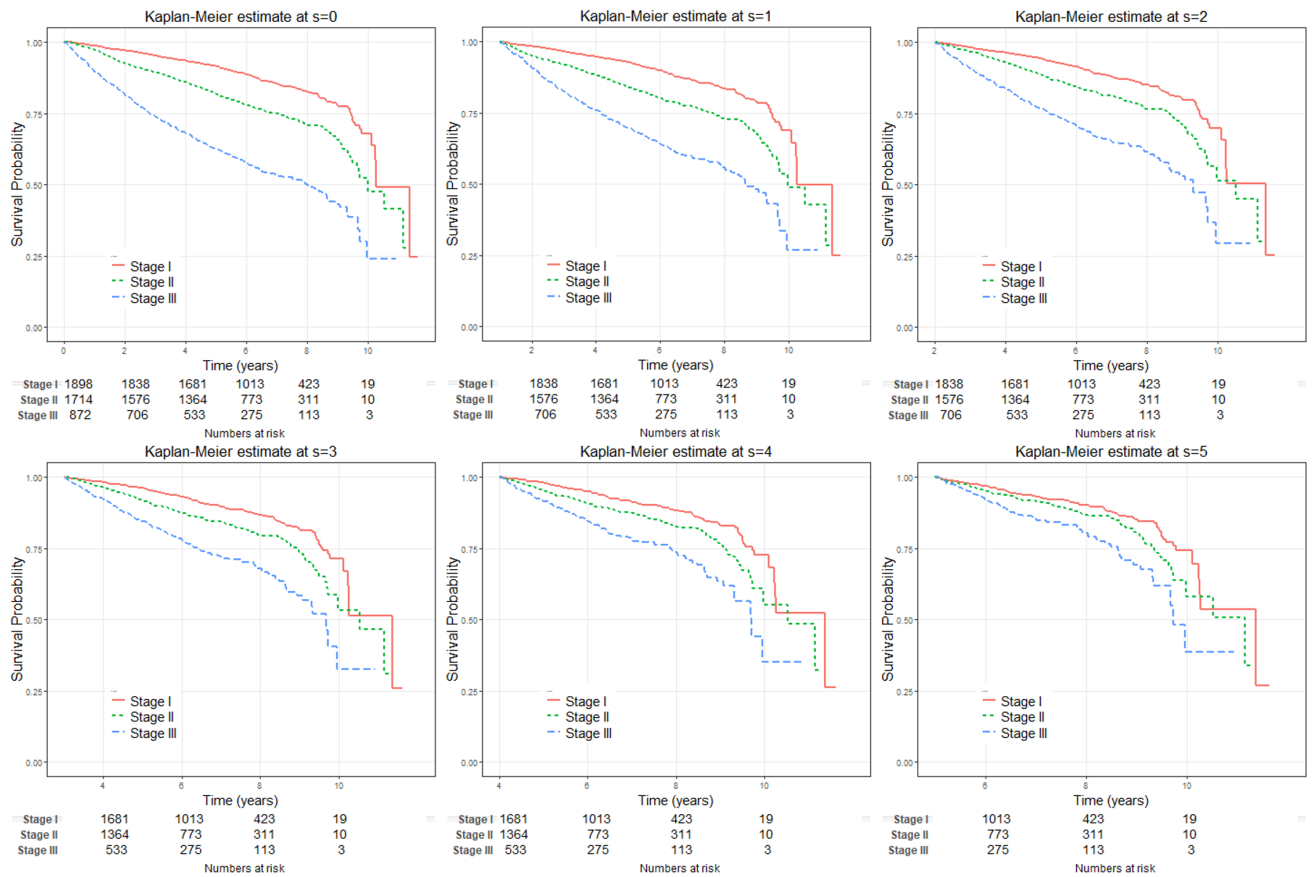 Kaplan-Meier estimate at s=0
Survival Probability
1.00
0.75
0.50
0.25
0.00
Stage I
Stage II
Stage III
0 2 4 6 8 10
Time (years)
Stage I 1898 1838 1681 1013 423 19
Stage II 1714 1576 1364 773 311 10
Stage III 872 706 533 275 113 3
Numbers at risk
Kaplan-Meier estimate at s=1
Survival Probability
1.00
0.75
0.50
0.25
0.00
Stage I
Stage II
Stage III
2 4 6 8 10
Time (years)
Stage I 1838 1681 1013 423 19
Stage II 1576 1364 773 311 10
Stage III 706 533 275 113 3
Numbers at risk
Kaplan-Meier estimate at s=2
Survival Probability
1.00
0.75
0.50
0.25
0.00
Stage I
Stage II
Stage III
2 4 6 8 10
Time (years)
Stage I 1838 1681 1013 423 19
Stage II 1576 1364 773 311 10
Stage III 706 533 275 113 3
Numbers at risk
Kaplan-Meier estimate at s=3
Survival Probability
1.00
0.75
0.50
0.25
0.00
Stage I
Stage II
Stage III
4 6 8 10
Time (years)
Stage I 1681 1013 423 19
Stage II 1364 773 311 10
Stage III 533 275 113 3
Numbers at risk
Kaplan-Meier estimate at s=4
Survival Probability
1.00
0.75
0.50
0.25
0.00
Stage I
Stage II
Stage III
4 6 8 10
Time (years)
Stage I 1681 1013 423 19
Stage II 1364 773 311 10
Stage III 533 275 113 3
Numbers at risk
Kaplan-Meier estimate at s=5
Survival Probability
1.00
0.75
0.50
0.25
0.00
Stage I
Stage II
Stage III
6 8 10
Time (years)
Stage I 1013 423 19
Stage II 773 311 10
Stage III 275 113 3
Numbers at risk